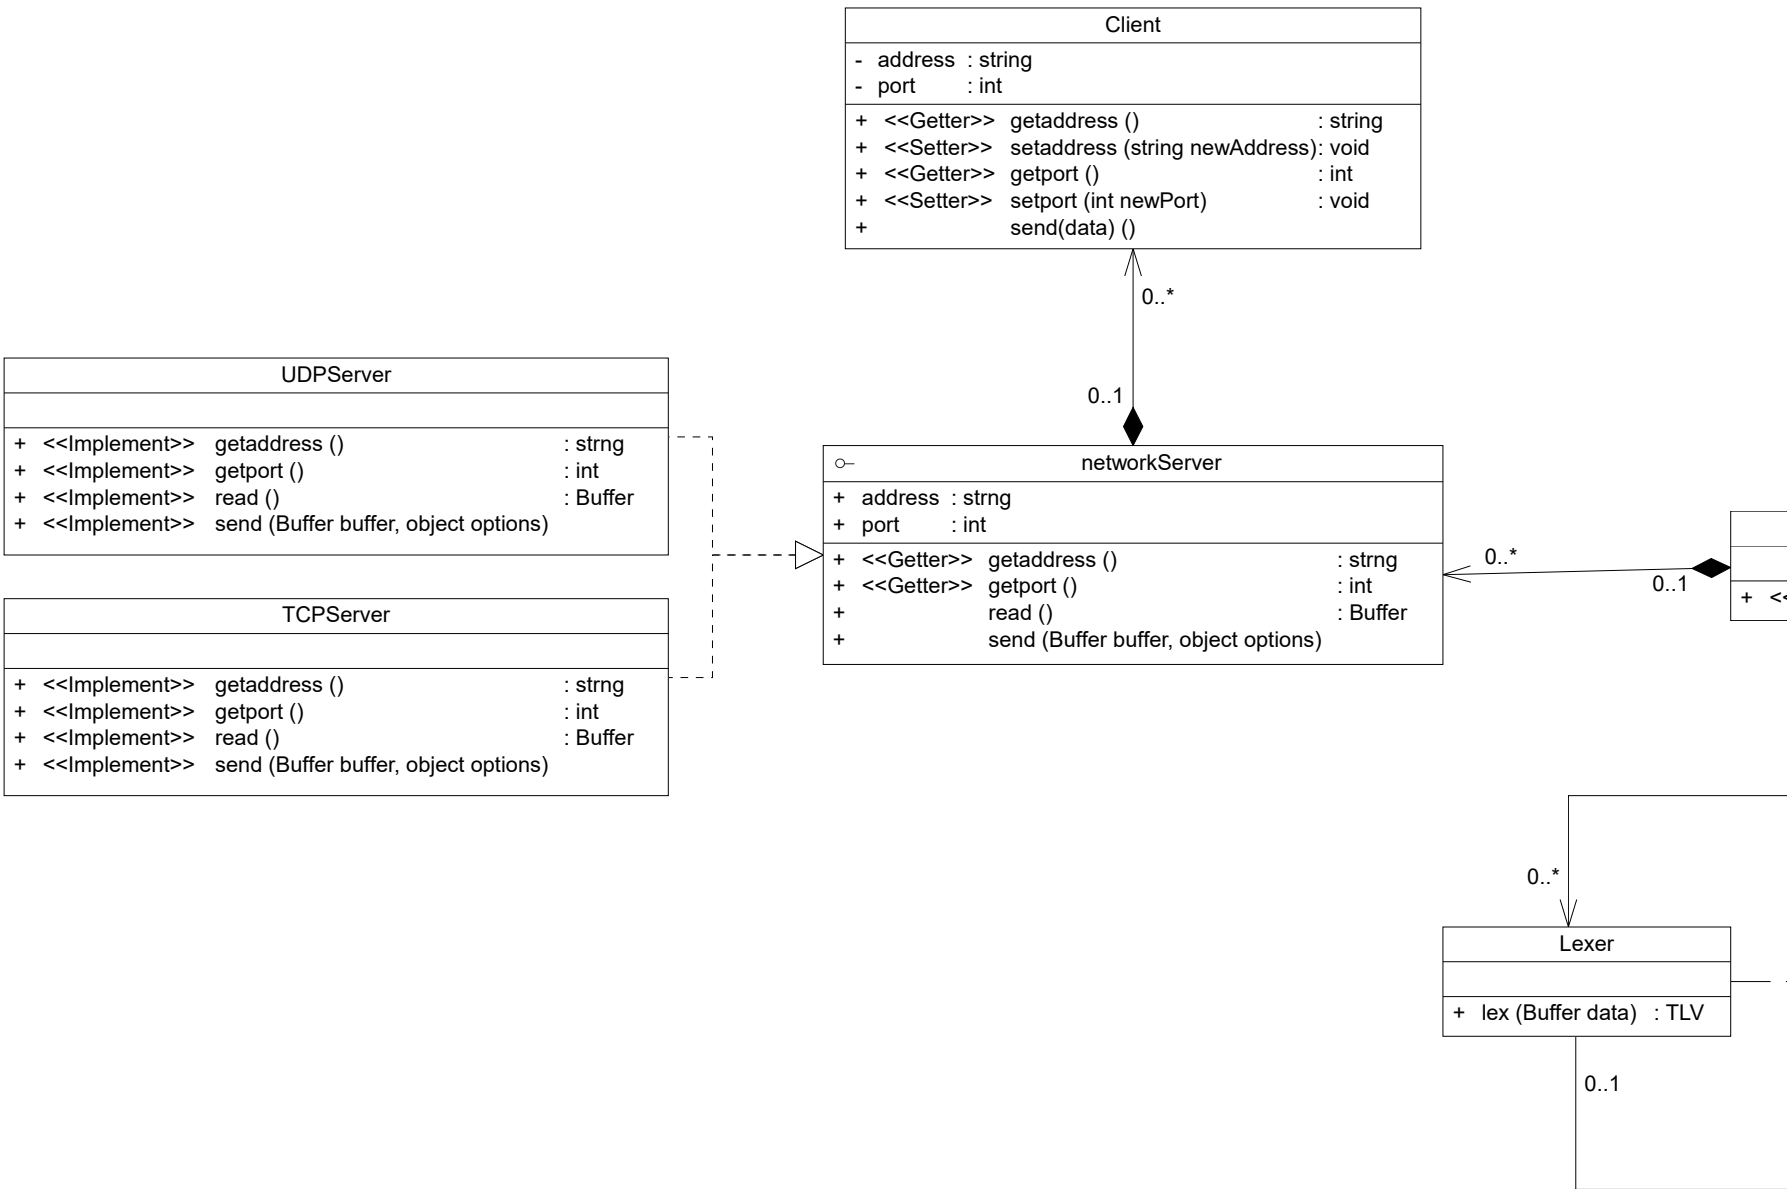 Client
- address : string
- port : int
+ <<Getter>> getaddress () : string
+ <<Setter>> setaddress (string newAddress): void
+ <<Getter>> getport () : int
+ <<Setter>> setport (int newPort) : void
+ send(data) ()
0..*
0..1
UDPServer
+ <<Implement>> getaddress () : strng
+ <<Implement>> getport () : int
+ <<Implement>> read () : Buffer
+ <<Implement>> send (Buffer buffer, object options)
networkServer
+ address : strng
+ port : int
+ <<Getter>> getaddress () : strng
+ <<Getter>> getport () : int
+ read () : Buffer
+ send (Buffer buffer, object options)
0..*
0..1
+ <<
TCPServer
+ <<Implement>> getaddress () : strng
+ <<Implement>> getport () : int
+ <<Implement>> read () : Buffer
+ <<Implement>> send (Buffer buffer, object options)
0..*
Lexer
+ lex (Buffer data) : TLV
0..1